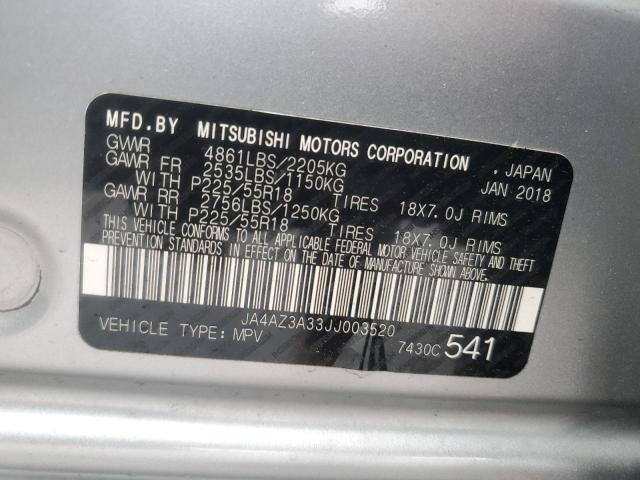 MFD.BY MITSUBISHI MOTORS CORPORATION , JAPAN
GVWR 4861LBS/2205KG JAN 2018
GAWR FR 2535LBS/1150KG
WITH P225/55R18 TIRES 18X7.0J RIMS
GAWR RR 2756LBS/1250KG
WITH P225/55R18 TIRES 18X7.0J RIMS
THIS VEHICLE CONFORMS TO ALL APPLICABLE FEDERAL MOTOR VEHICLE SAFETY AND THEFT
PREVENTION STANDARDS IN EFFECT ON THE DATE OF MANUFACTURE SHOWN ABOVE.
JA4AZ3A33JJ003520
VEHICLE TYPE: MPV 7430C 541